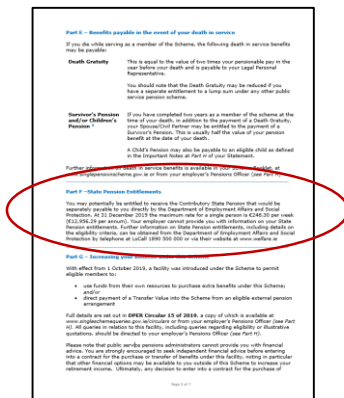 Part E – Benefits payable in the event of your death in service
If you die while serving as a member of the Scheme, the following death in service benefits
may be payable:
Death Gratuity
This is equal to the value of two times your pensionable pay in the
year before your death and is payable to your Legal Personal
Representative.
You should note that the Death Gratuity may be reduced if you
have a separate entitlement to a lump sum under any other public
service pension scheme.
Survivor's Pension
and/or Children's
Pension
If you have completed two years as a member of the scheme at the
time of your death, in addition to the payment of a Death Gratuity,
your Spouse/Civil Partner may be entitled to the payment of a
Survivor's Pension. This is usually half the value of your pension
benefit at the date of your death.
A Child's Pension may also be payable to an eligible child as defined
in the Important Notes at Part H of your Statement.
Further information on death in service benefits is available in your Scheme Booklet, at
www.singlepensionscheme.gov.ie or from your employer's Pensions Officer (see Part H).
Part F –State Pension Entitlements
You may potentially be entitled to receive the Contributory State Pension that would be
separately payable to you directly by the Department of Employment Affairs and Social
Protection. At 31 December 2019 the maximum rate for a single person is €248.30 per week
(€12,956.29 per annum). Your employer cannot provide you with information on your State
Pension entitlements. Further information on State Pension entitlements, including details on
the eligibility criteria, can be obtained from the Department of Employment Affairs and Social
Protection by telephone at LoCall 1890 500 000 or via their website at www.welfare.ie
Part G – Increasing your benefits under this Scheme
With effect from 1 October 2019, a facility was introduced under the Scheme to permit
eligible members to:
• use funds from their own resources to purchase extra benefits under this Scheme;
and/or
• direct payment of a Transfer Value into the Scheme from an eligible external pension
arrangement
Full details are set out in DPER Circular 15 of 2019, a copy of which is available at
www.singleschemequeries.gov.ie/circulars or from your employer's Pensions Officer (see Part
H). All queries in relation to this facility, including queries regarding eligibility or illustrative
quotations, should be directed to your employer's Pensions Officer (see Part H).
Please note that public service pensions administrators cannot provide you with financial
advice. You are strongly encouraged to seek independent financial advice before entering
into a contract for the purchase or transfer of benefits under this facility, noting in particular
that other financial options may be available to you outside of this Scheme to increase your
retirement income. Ultimately, any decision to enter into a contract for the purchase of